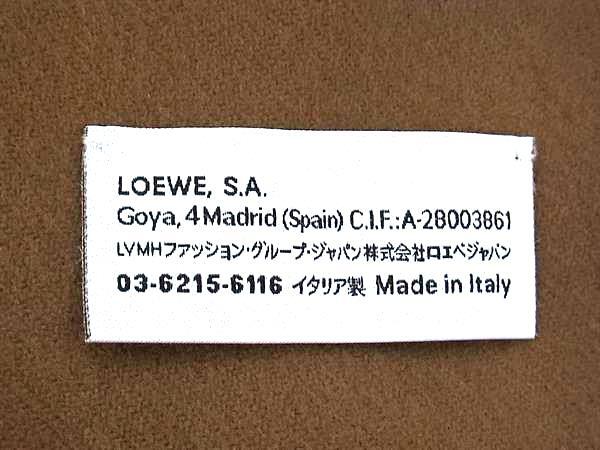 LOEWE, S.A.
Goya, 4 Madrid (Spain) C.I.F.:A-28003861
LVMHファッション・グループ・ジャパン株式会社ロエベジャパン
03-6215-6116 イタリア製 Made in Italy